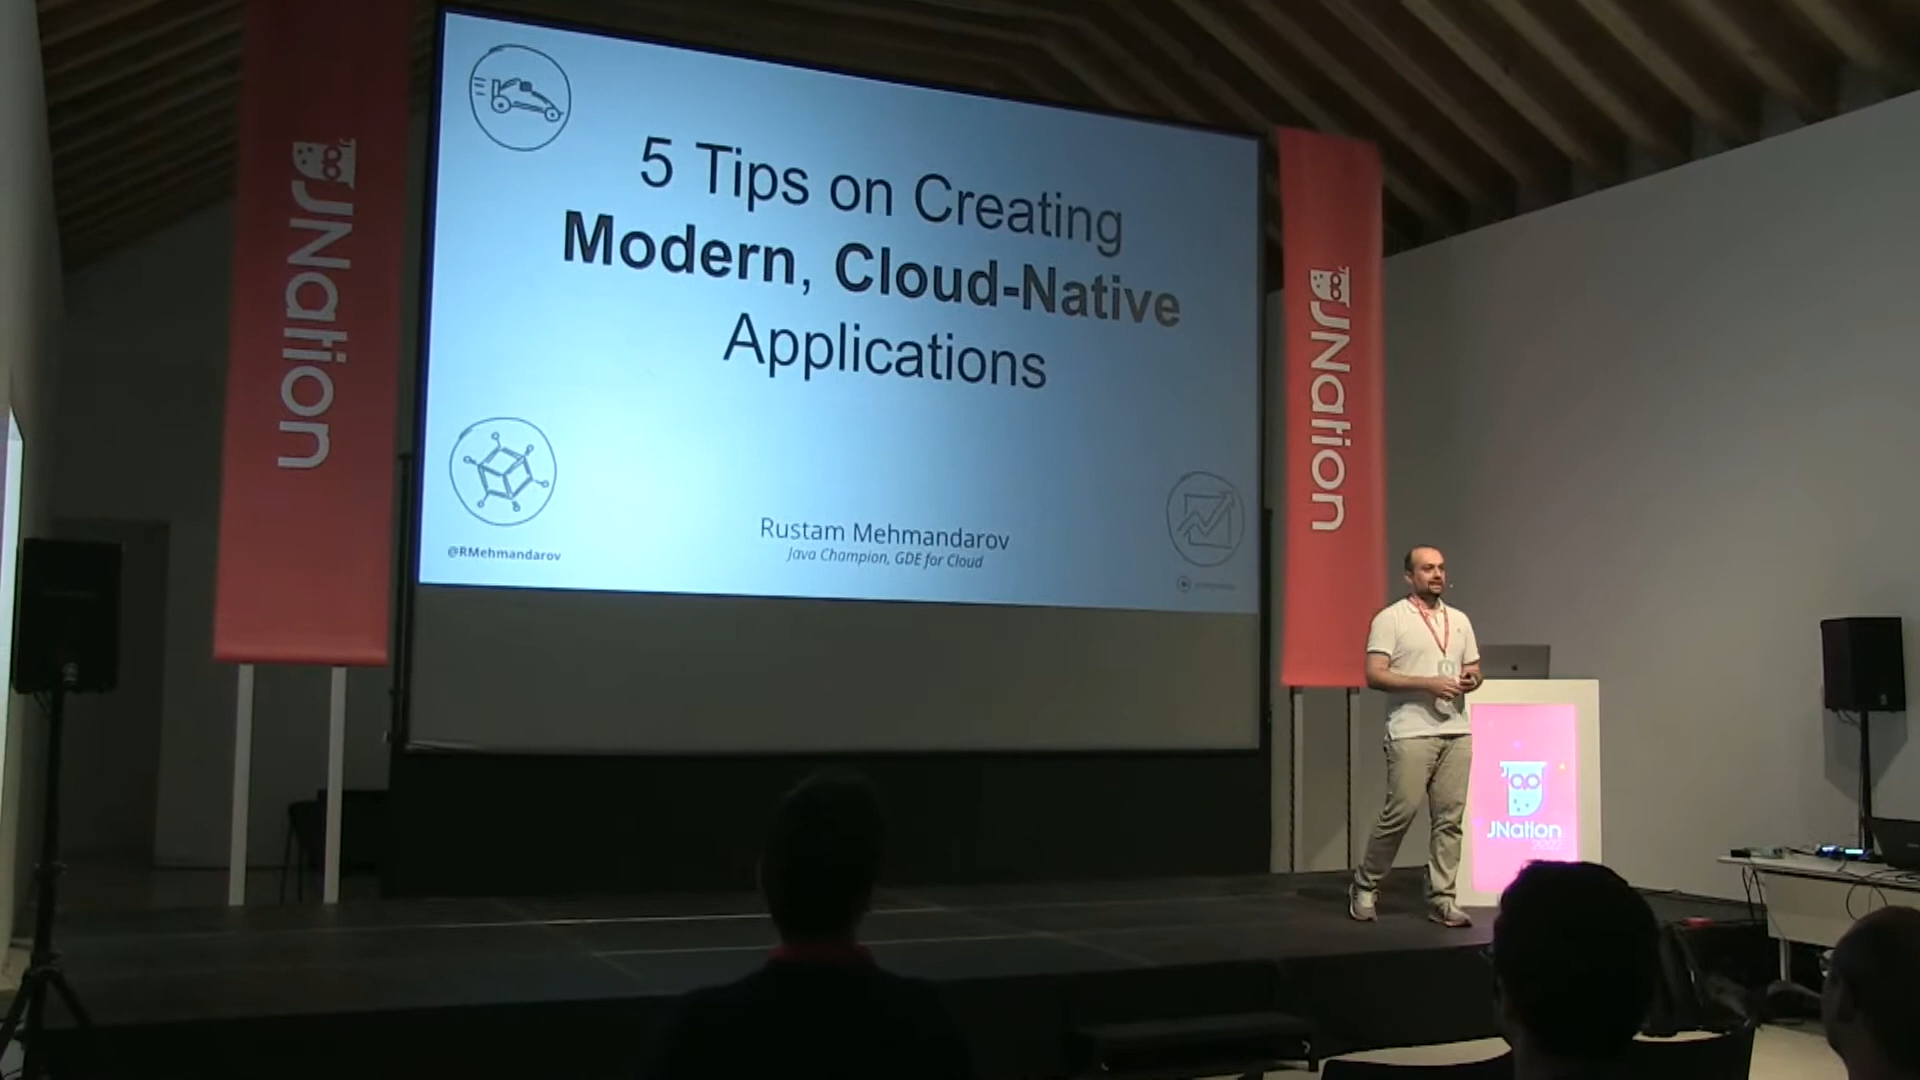 5 Tips on Creating
Modern, Cloud-Native
Applications
Rustam Mehmandarov
Java Champion, GDE for Cloud
@RMehmandarov
JNation
JNation
JNation
2022